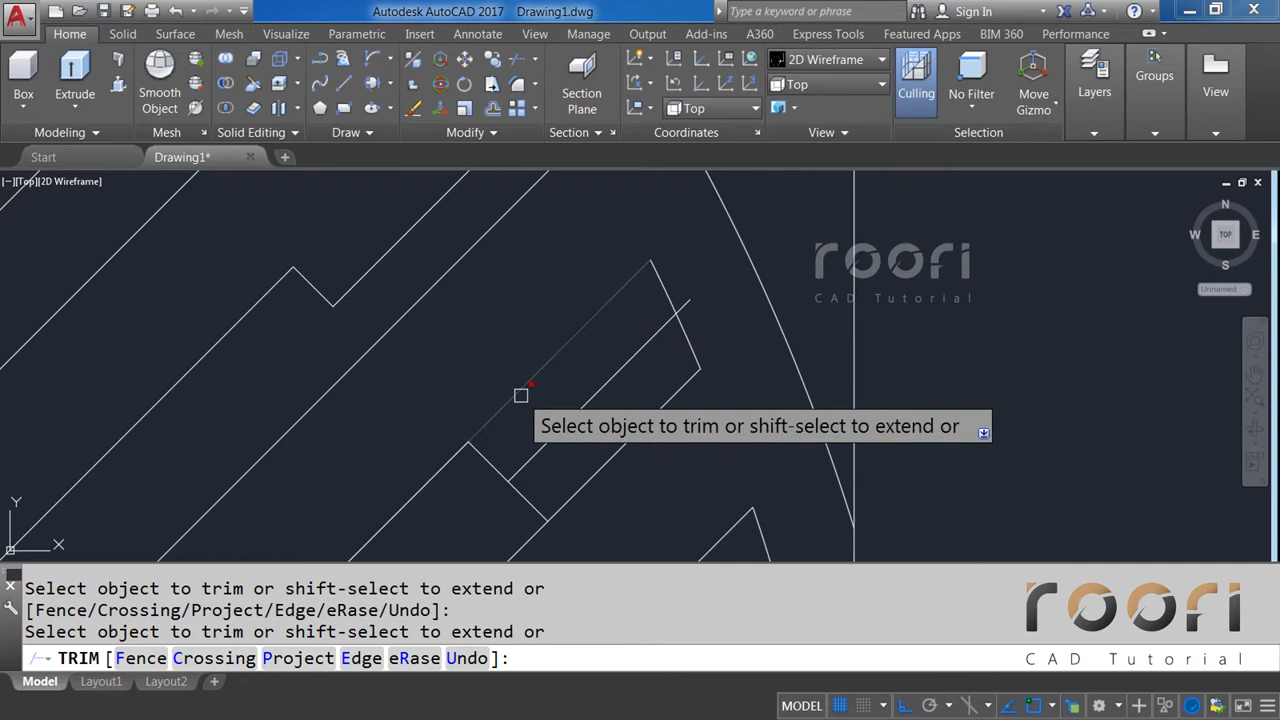 Autodesk AutoCAD 2017 Drawing1.dwg
Type a keyword or phrase
Sign In
Home Solid Surface Mesh Visualize Parametric Insert Annotate View Manage Output Add-ins A360 Express Tools Featured Apps BIM 360 Performance
Box
Extrude
Smooth
Object
Section
Plane
Top
2D Wireframe
Top
Culling
No Filter
Move
Gizmo
Layers
Groups
View
Modeling
Mesh
Solid Editing
Draw
Modify
Section
Coordinates
View
Selection
Start
Drawing1*
[−][Top][2D Wireframe]
N
W
TOP
E
S
Unnamed
roori
CAD Tutorial
Select object to trim or shift-select to extend or
Y
X
Select object to trim or shift-select to extend or
[Fence/Crossing/Project/Edge/eRase/Undo]:
Select object to trim or shift-select to extend or
TRIM [Fence Crossing Project Edge eRase Undo]:
roori
CAD Tutorial
Model Layout1 Layout2
MODEL